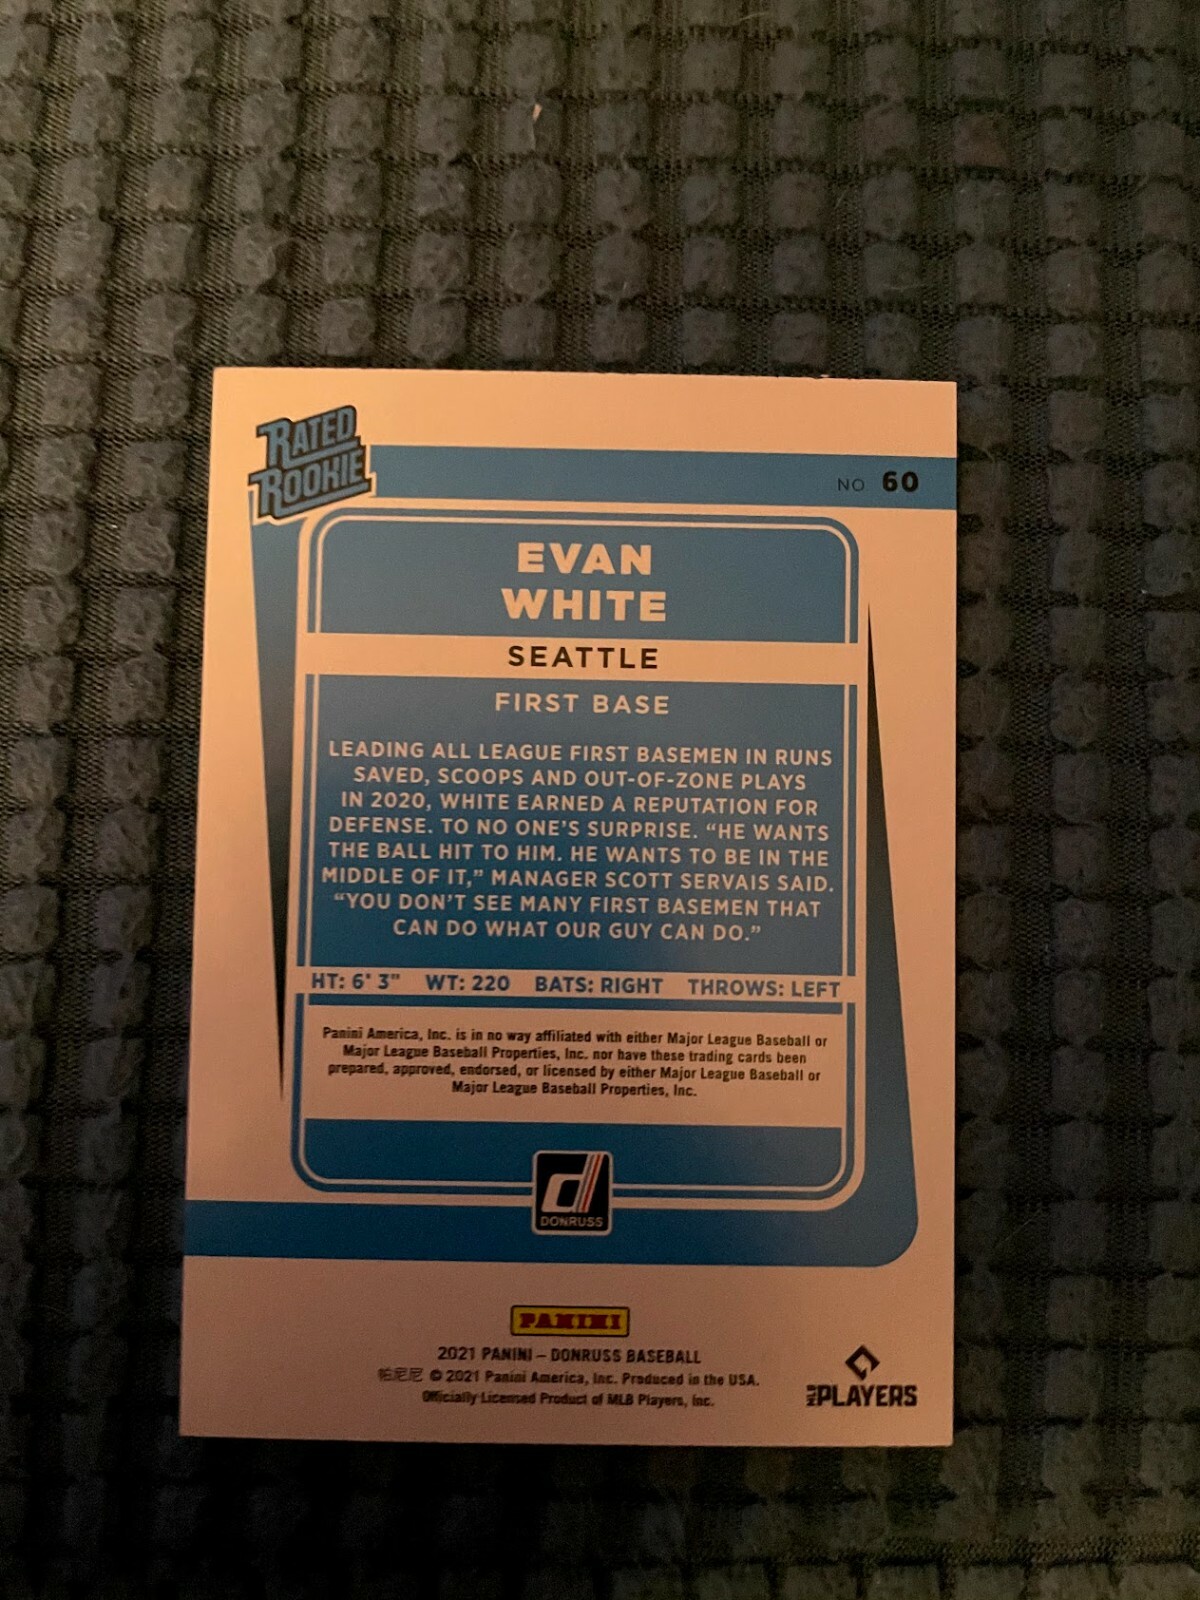 RATED
ROOKIE
NO 60
EVAN
WHITE
SEATTLE
FIRST BASE
LEADING ALL LEAGUE FIRST BASEMEN IN RUNS
SAVED, SCOOPS AND OUT-OF-ZONE PLAYS
IN 2020, WHITE EARNED A REPUTATION FOR
DEFENSE. TO NO ONE'S SURPRISE. “HE WANTS
THE BALL HIT TO HIM. HE WANTS TO BE IN THE
MIDDLE OF IT,” MANAGER SCOTT SERVAIS SAID.
“YOU DON'T SEE MANY FIRST BASEMEN THAT
CAN DO WHAT OUR GUY CAN DO.”
HT: 6' 3" WT: 220 BATS: RIGHT THROWS: LEFT
Panini America, Inc. is in no way affiliated with either Major League Baseball or
Major League Baseball Properties, Inc. nor have these trading cards been
prepared, approved, endorsed, or licensed by either Major League Baseball or
Major League Baseball Properties, Inc.
d
DONRUSS
PANINI
2021 PANINI – DONRUSS BASEBALL
帕尼尼 © 2021 Panini America, Inc. Produced in the USA.
Officially Licensed Product of MLB Players, Inc.
MLB PLAYERS